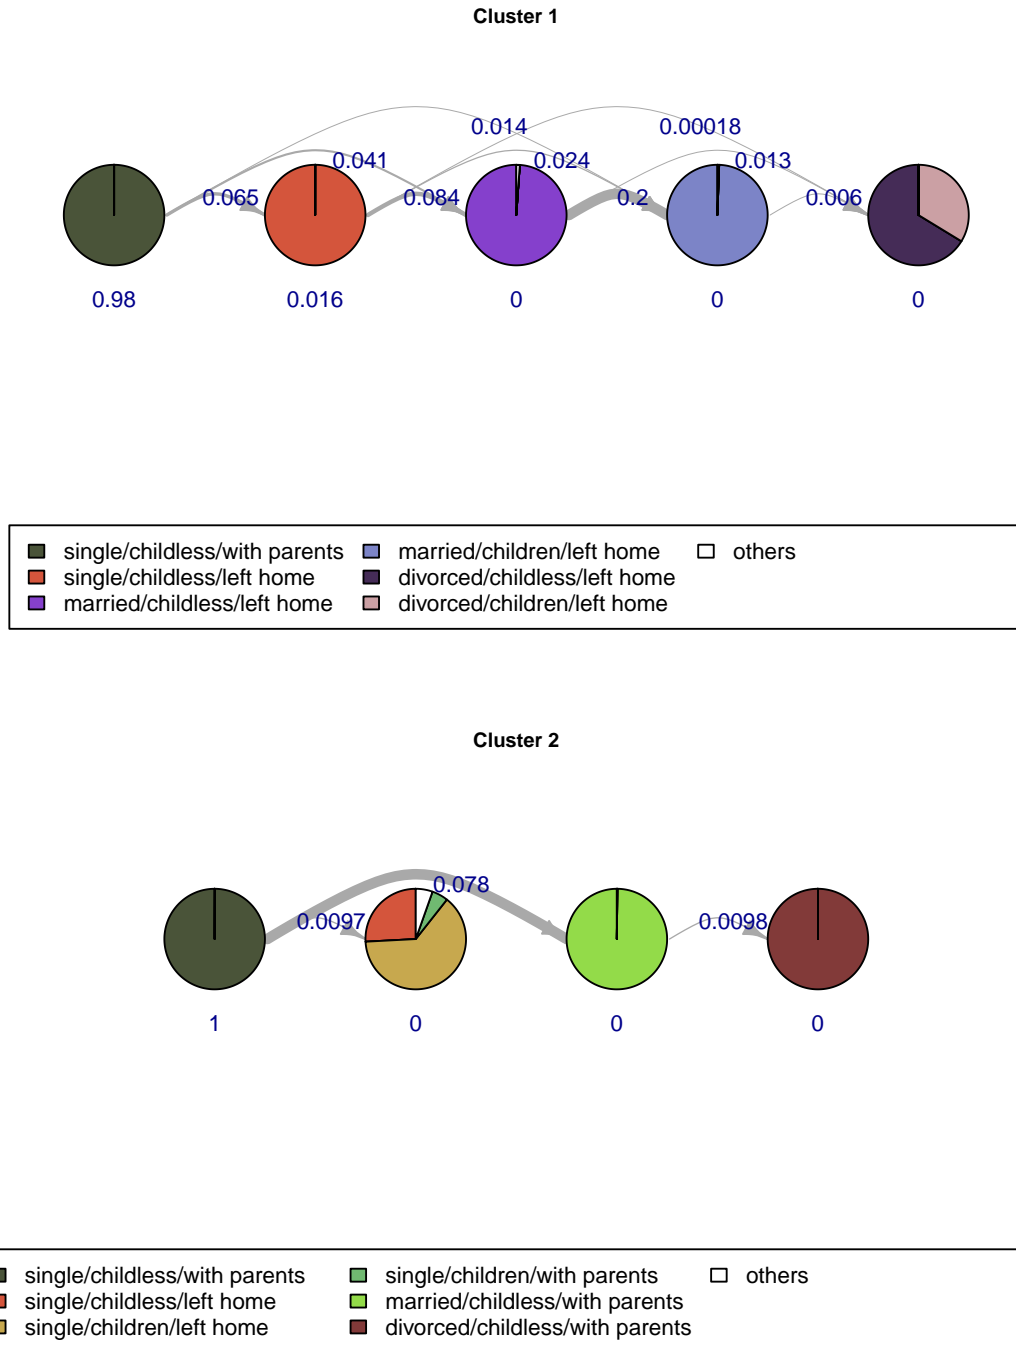 Cluster 1
0.014 0.00018
0.041 0.024 0.013
0.065 0.084 0.2 0.006
0.98 0.016 0 0 0
single/childless/with parents married/children/left home others
single/childless/left home divorced/childless/left home
married/childless/left home divorced/children/left home
Cluster 2
0.078
0.0097 0.0098
1 0 0 0
single/childless/with parents single/children/with parents others
single/childless/left home married/childless/with parents
single/children/left home divorced/childless/with parents